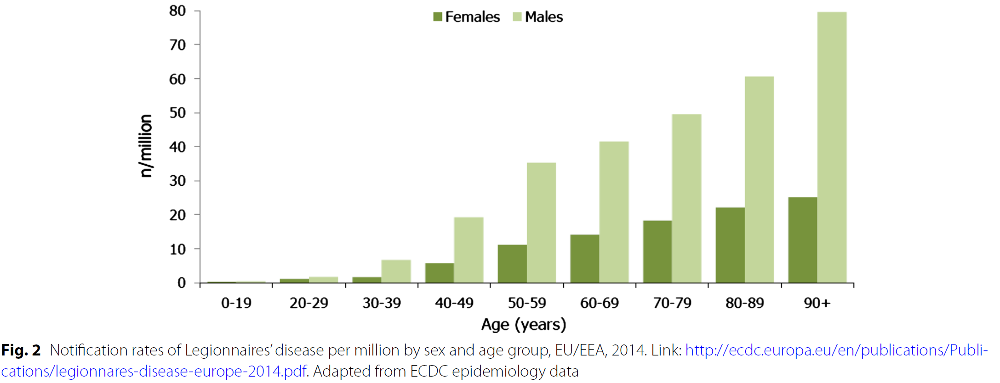 Females Males
80
70
60
50
40
30
20
10
0
n/million
0-19 20-29 30-39 40-49 50-59 60-69 70-79 80-89 90+
Age (years)
Fig. 2 Notification rates of Legionnaires’ disease per million by sex and age group, EU/EEA, 2014. Link: http://ecdc.europa.eu/en/publications/Publi-
cations/legionnares-disease-europe-2014.pdf. Adapted from ECDC epidemiology data